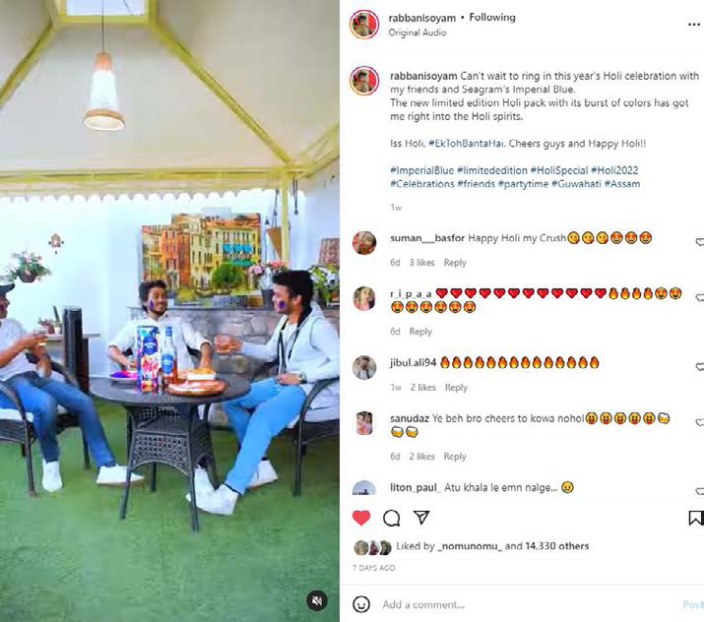 rabbanisoyam • Following
Original Audio
rabbanisoyam Can't wait to ring in this year's Holi celebration with
my friends and Seagram's Imperial Blue.
The new limited edition Holi pack with its burst of colors has got
me right into the Holi spirits.
Iss Holi, #EkTohBantaHai. Cheers guys and Happy Holi!!
#ImperialBlue #limitededition #HoliSpecial #Holi2022
#Celebrations #friends #partytime #Guwahati #Assam
1w
suman___basfor Happy Holi my Crush😋😋😋🥰🥰🥰
6d 3 likes Reply
r_i_p_a_a ❤❤❤❤❤❤❤❤❤❤❤❤🔥🔥🔥🔥🥰🥰
🥰🥰🥰🥰🥰🥰
6d Reply
jibul.ali94 🔥🔥🔥🔥🔥🔥🔥🔥🔥🔥🔥🔥🔥🔥
1w 2 likes Reply
sanudaz Ye beh bro cheers to kowa nohol😝😝😝😝😝🍻
🍻🍻
6d 2 likes Reply
liton_paul_ Atu khala le emn nalge... 😥
Liked by _nomunomu_ and 14,330 others
7 DAYS AGO
Add a comment...
Post